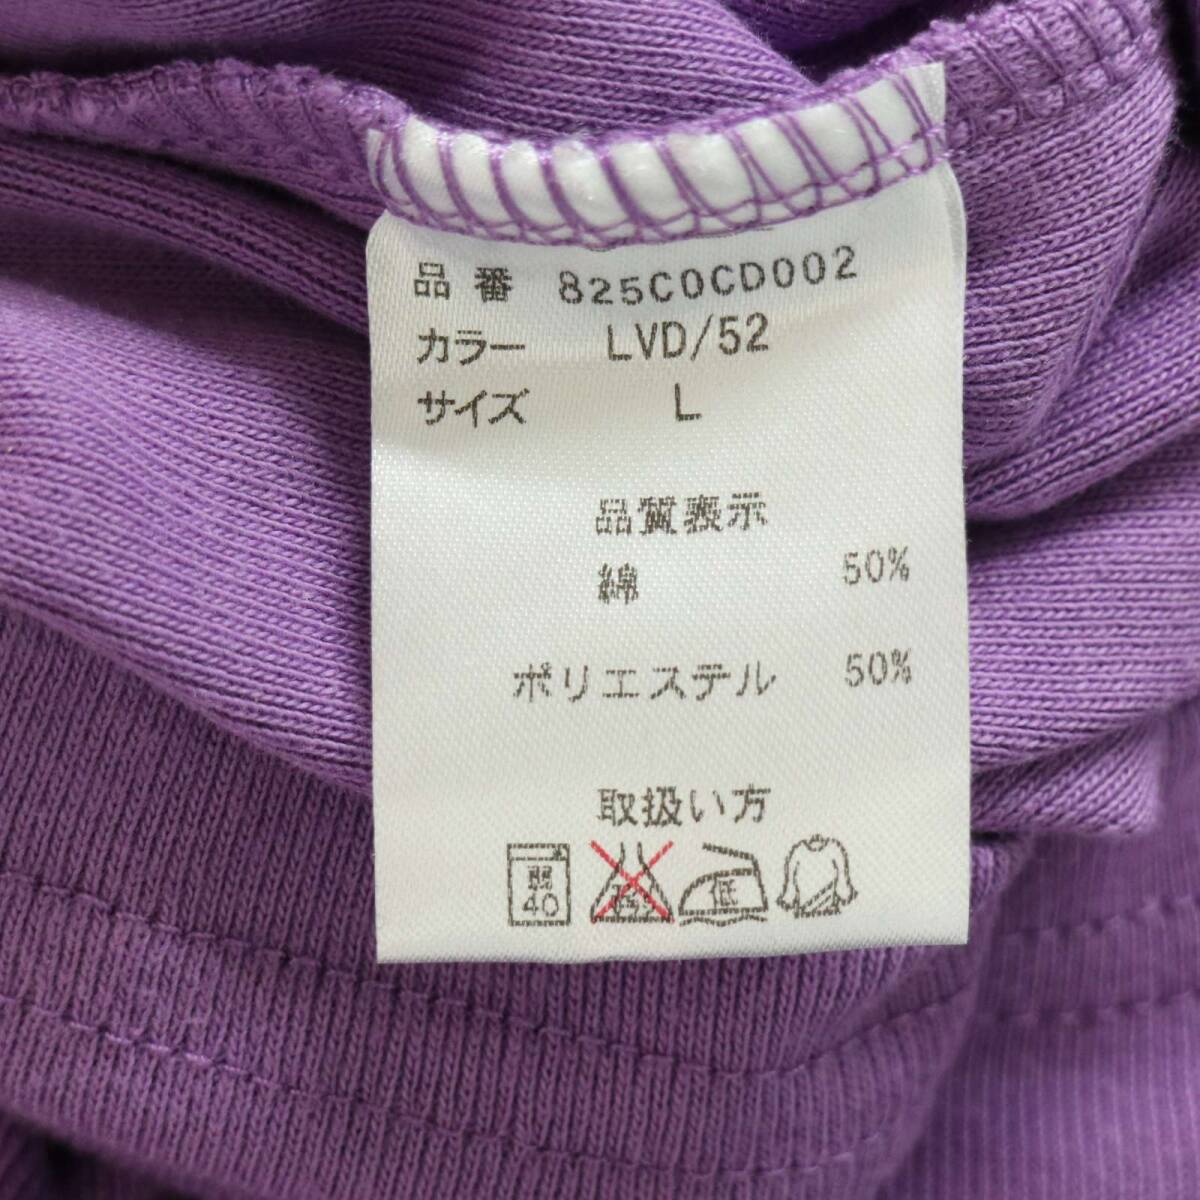 品番 825C0CD002
カラー LVD/52
サイズ L
品質表示
綿 50%
ポリエステル 50%
取扱い方
弱 40 低